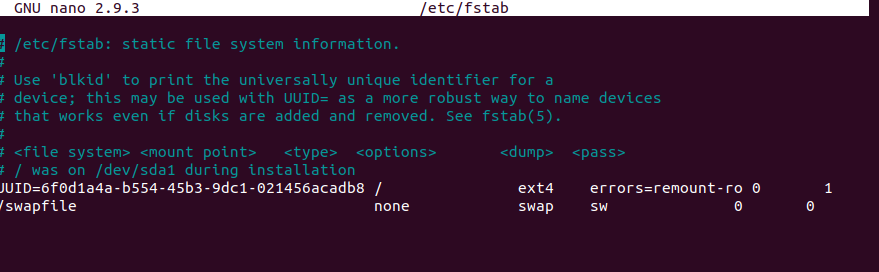 GNU nano 2.9.3 /etc/fstab
# /etc/fstab: static file system information.
#
# Use 'blkid' to print the universally unique identifier for a
# device; this may be used with UUID= as a more robust way to name devices
# that works even if disks are added and removed. See fstab(5).
#
# <file system> <mount point>   <type>  <options>       <dump>  <pass>
# / was on /dev/sda1 during installation
UUID=6f0d1a4a-b554-45b3-9dc1-021456acadb8 /               ext4    errors=remount-ro 0       1
/swapfile                                 none            swap    sw              0       0